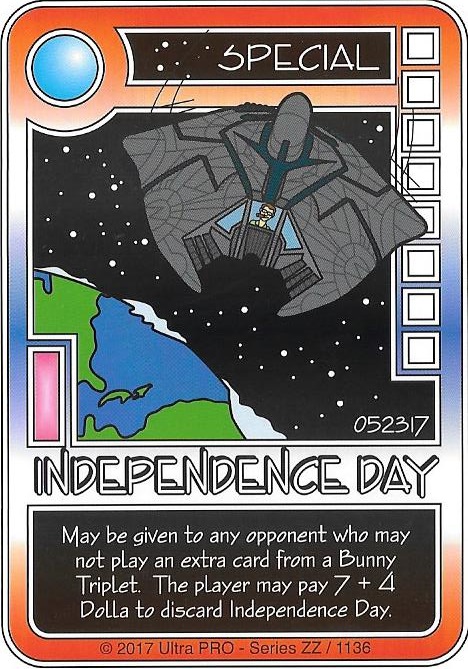 SPECIAL
052317
INDEPENDENCE DAY
May be given to any opponent who may
not play an extra card from a Bunny
Triplet. The player may pay 7 + 4
Dolla to discard Independence Day.
© 2017 Ultra PRO - Series ZZ / 1136